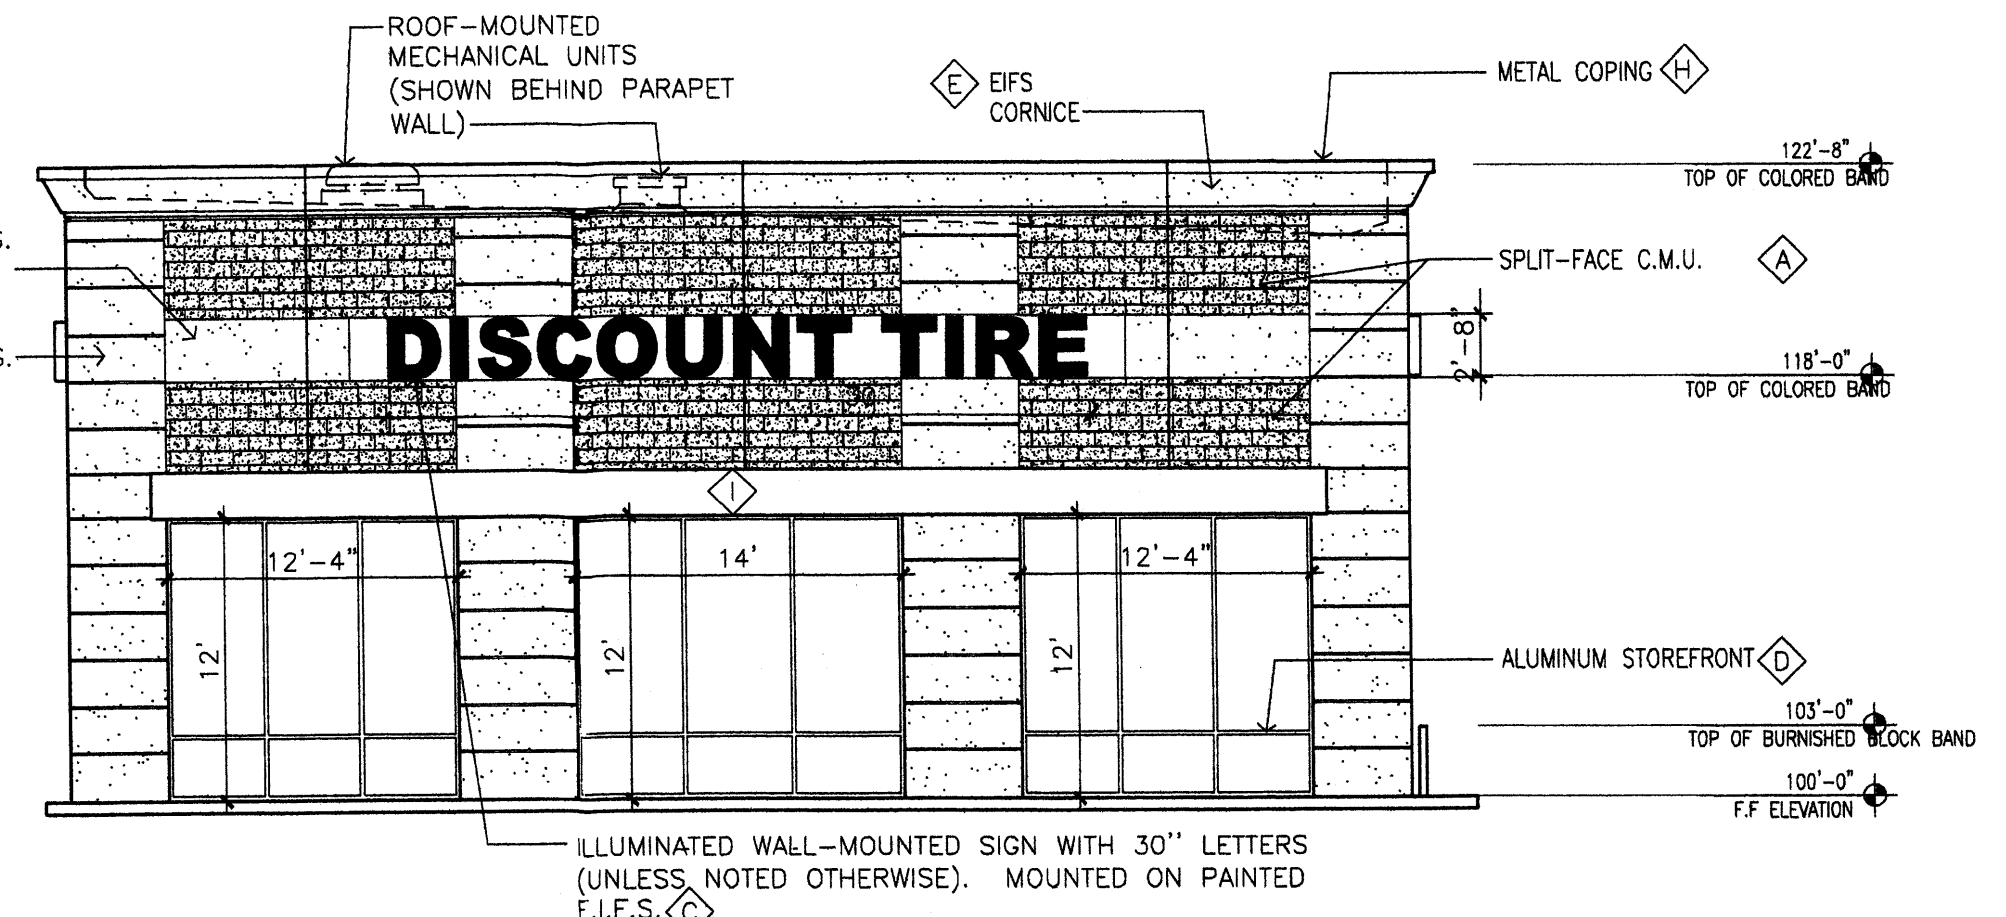 ROOF-MOUNTED
MECHANICAL UNITS
(SHOWN BEHIND PARAPET
WALL)
E
EIFS
CORNICE
METAL COPING
H
122'-8"
TOP OF COLORED BAND
S.
SPLIT-FACE C.M.U.
A
DISCOUNT TIRE
2'-8"
S.
118'-0"
TOP OF COLORED BAND
30
I
12'-4"
14'
12'-4"
12'
12'
12'
ALUMINUM STOREFRONT
D
103'-0"
TOP OF BURNISHED BLOCK BAND
100'-0"
F.F ELEVATION
ILLUMINATED WALL-MOUNTED SIGN WITH 30'' LETTERS
(UNLESS NOTED OTHERWISE). MOUNTED ON PAINTED
E.I.F.S.
C